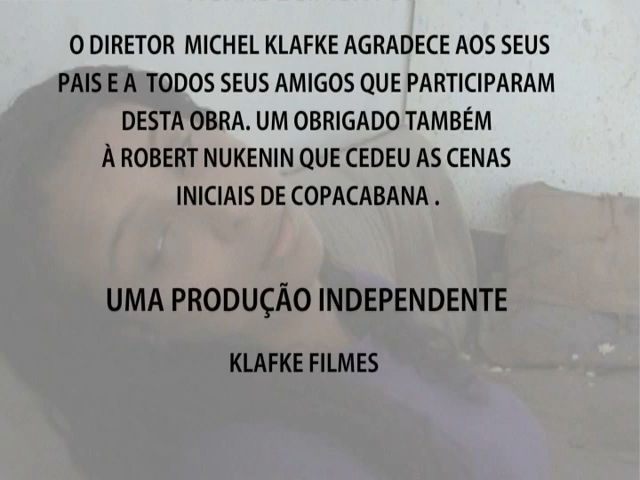 O DIRETOR MICHEL KLAFKE AGRADECE AOS SEUS
PAIS E A TODOS SEUS AMIGOS QUE PARTICIPARAM
DESTA OBRA. UM OBRIGADO TAMBÉM
À ROBERT NUKENIN QUE CEDEU AS CENAS
INICIAIS DE COPACABANA .
UMA PRODUÇÃO INDEPENDENTE
KLAFKE FILMES